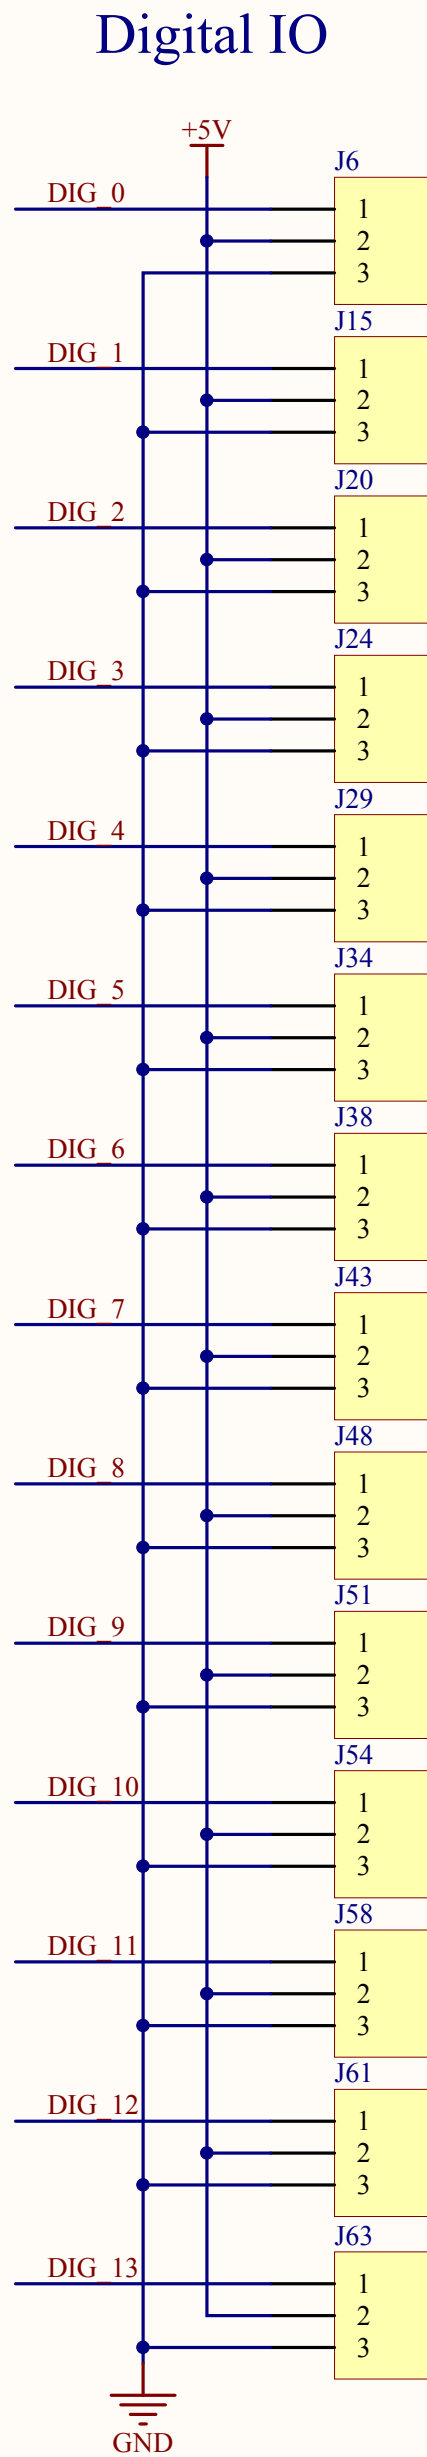 Digital IO
+5V
J6
DIG_0
1
2
3
J15
DIG_1
1
2
3
J20
DIG_2
1
2
3
J24
DIG_3
1
2
3
J29
DIG_4
1
2
3
J34
DIG_5
1
2
3
J38
DIG_6
1
2
3
J43
DIG_7
1
2
3
J48
DIG_8
1
2
3
J51
DIG_9
1
2
3
J54
DIG_10
1
2
3
J58
DIG_11
1
2
3
J61
DIG_12
1
2
3
J63
DIG_13
1
2
3
GND